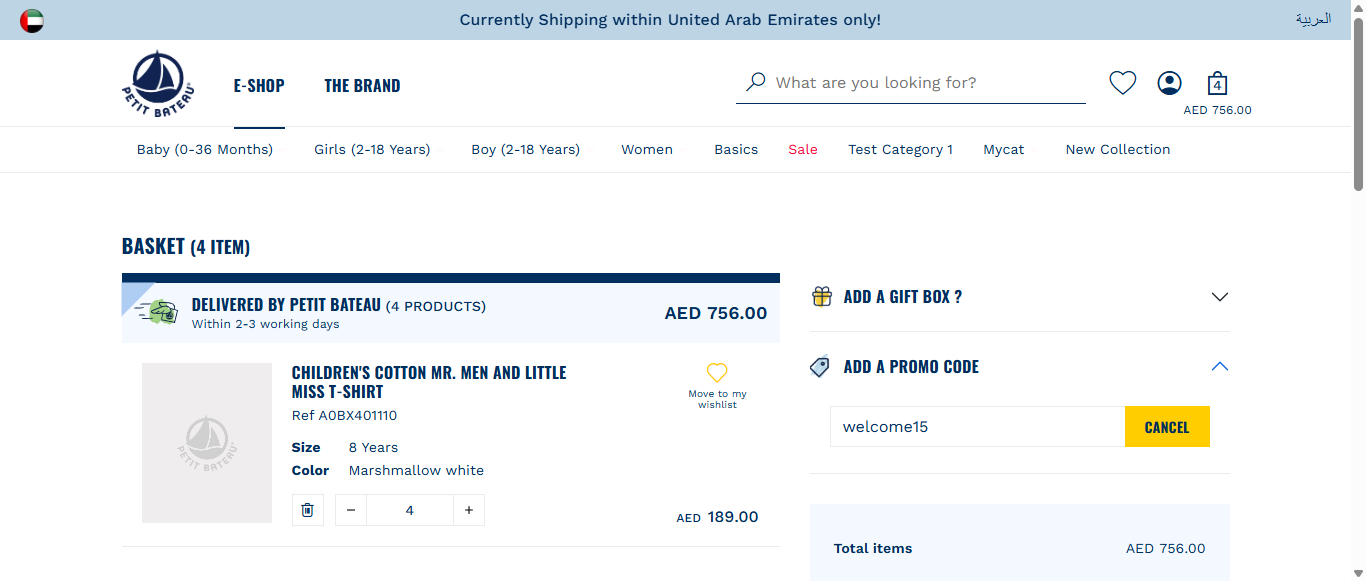 Currently Shipping within United Arab Emirates only!
العربية
PETIT BATEAU
E-SHOP
THE BRAND
What are you looking for?
4
AED 756.00
Baby (0-36 Months)
Girls (2-18 Years)
Boy (2-18 Years)
Women
Basics
Sale
Test Category 1
Mycat
New Collection
BASKET (4 ITEM)
DELIVERED BY PETIT BATEAU (4 PRODUCTS)
Within 2-3 working days
AED 756.00
PETIT BATEAU
CHILDREN'S COTTON MR. MEN AND LITTLE
MISS T-SHIRT
Ref A0BX401110
Size 8 Years
Color Marshmallow white
− 4 +
Move to my
wishlist
AED 189.00
ADD A GIFT BOX ?
ADD A PROMO CODE
welcome15
CANCEL
Total items AED 756.00